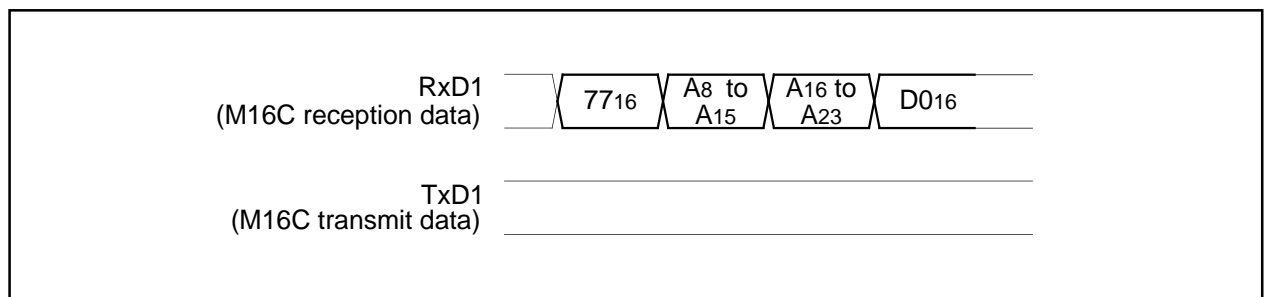 RxD1
(M16C reception data)
7716
A8 to
A15
A16 to
A23
D016
TxD1
(M16C transmit data)